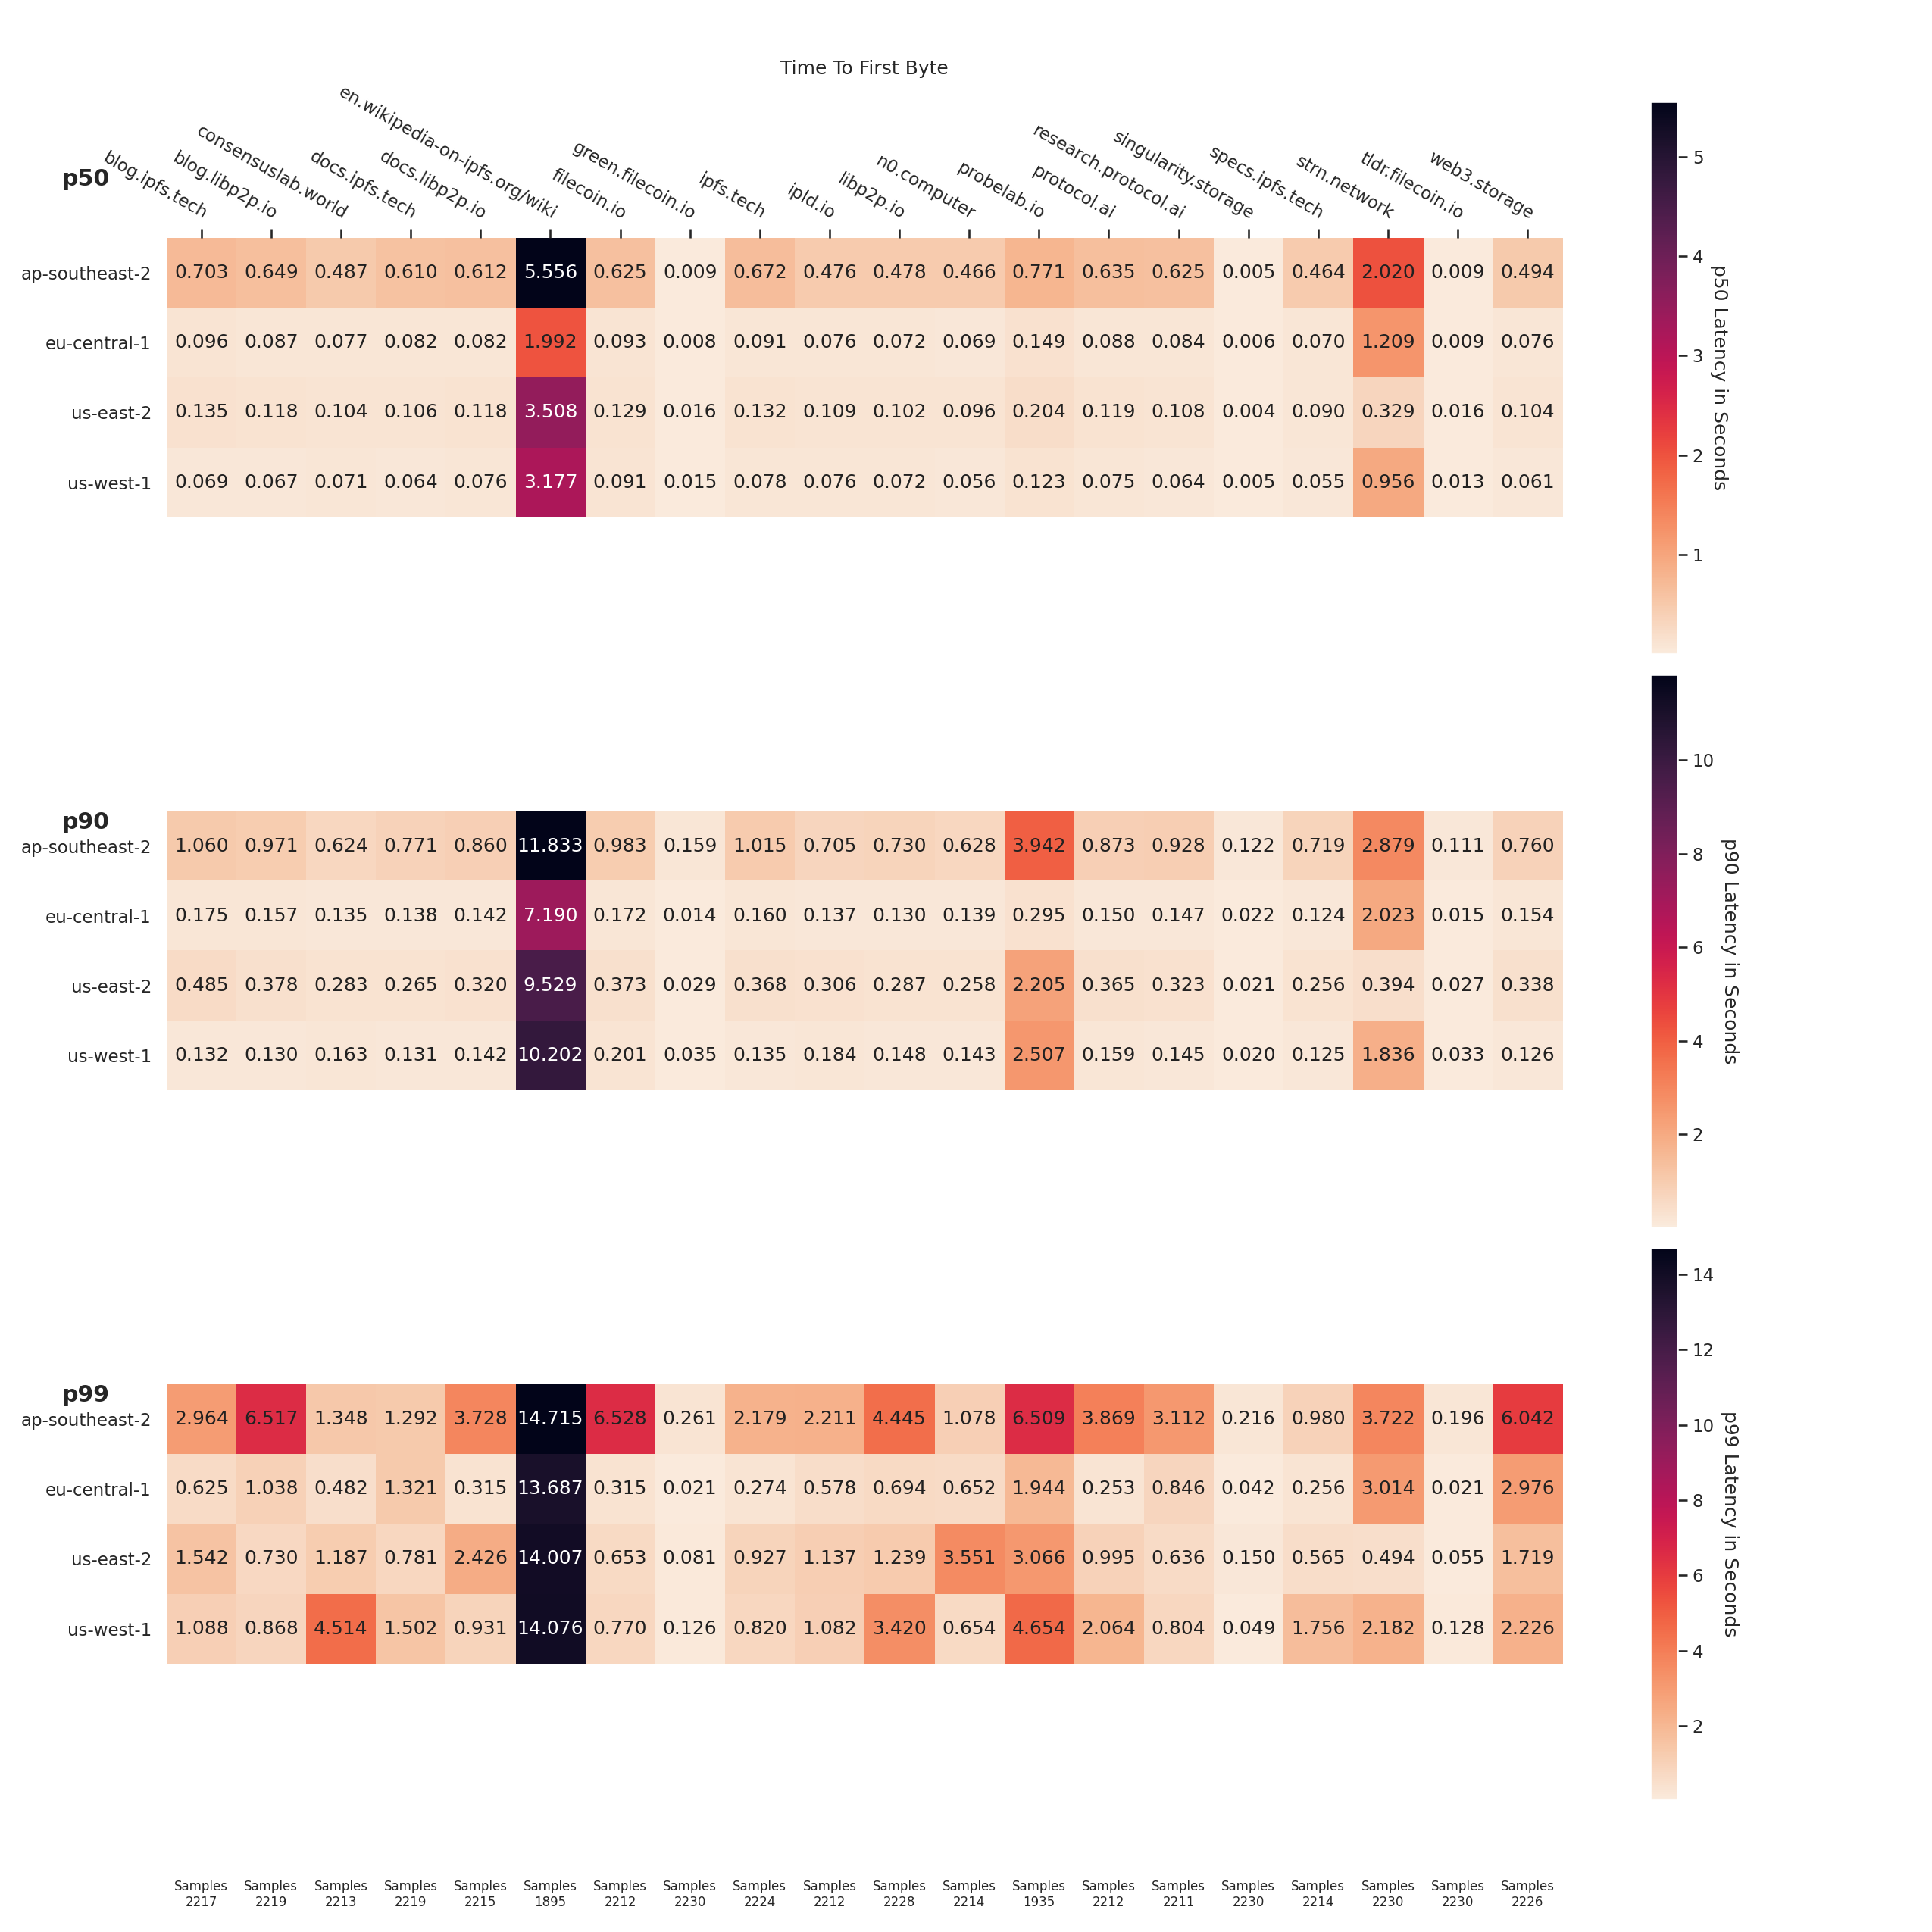 Time To First Byte
p50
blog.ipfs.tech
blog.libp2p.io
consensuslab.world
docs.ipfs.tech
docs.libp2p.io
en.wikipedia-on-ipfs.org/wiki
filecoin.io
green.filecoin.io
ipfs.tech
ipld.io
libp2p.io
n0.computer
probelab.io
protocol.ai
research.protocol.ai
singularity.storage
specs.ipfs.tech
strn.network
tldr.filecoin.io
web3.storage
ap-southeast-2 0.703 0.649 0.487 0.610 0.612 5.556 0.625 0.009 0.672 0.476 0.478 0.466 0.771 0.635 0.625 0.005 0.464 2.020 0.009 0.494
eu-central-1 0.096 0.087 0.077 0.082 0.082 1.992 0.093 0.008 0.091 0.076 0.072 0.069 0.149 0.088 0.084 0.006 0.070 1.209 0.009 0.076
us-east-2 0.135 0.118 0.104 0.106 0.118 3.508 0.129 0.016 0.132 0.109 0.102 0.096 0.204 0.119 0.108 0.004 0.090 0.329 0.016 0.104
us-west-1 0.069 0.067 0.071 0.064 0.076 3.177 0.091 0.015 0.078 0.076 0.072 0.056 0.123 0.075 0.064 0.005 0.055 0.956 0.013 0.061
5
4
3
2
1
p50 Latency in Seconds
p90
ap-southeast-2 1.060 0.971 0.624 0.771 0.860 11.833 0.983 0.159 1.015 0.705 0.730 0.628 3.942 0.873 0.928 0.122 0.719 2.879 0.111 0.760
eu-central-1 0.175 0.157 0.135 0.138 0.142 7.190 0.172 0.014 0.160 0.137 0.130 0.139 0.295 0.150 0.147 0.022 0.124 2.023 0.015 0.154
us-east-2 0.485 0.378 0.283 0.265 0.320 9.529 0.373 0.029 0.368 0.306 0.287 0.258 2.205 0.365 0.323 0.021 0.256 0.394 0.027 0.338
us-west-1 0.132 0.130 0.163 0.131 0.142 10.202 0.201 0.035 0.135 0.184 0.148 0.143 2.507 0.159 0.145 0.020 0.125 1.836 0.033 0.126
10
8
6
4
2
p90 Latency in Seconds
p99
ap-southeast-2 2.964 6.517 1.348 1.292 3.728 14.715 6.528 0.261 2.179 2.211 4.445 1.078 6.509 3.869 3.112 0.216 0.980 3.722 0.196 6.042
eu-central-1 0.625 1.038 0.482 1.321 0.315 13.687 0.315 0.021 0.274 0.578 0.694 0.652 1.944 0.253 0.846 0.042 0.256 3.014 0.021 2.976
us-east-2 1.542 0.730 1.187 0.781 2.426 14.007 0.653 0.081 0.927 1.137 1.239 3.551 3.066 0.995 0.636 0.150 0.565 0.494 0.055 1.719
us-west-1 1.088 0.868 4.514 1.502 0.931 14.076 0.770 0.126 0.820 1.082 3.420 0.654 4.654 2.064 0.804 0.049 1.756 2.182 0.128 2.226
14
12
10
8
6
4
2
p99 Latency in Seconds
Samples Samples Samples Samples Samples Samples Samples Samples Samples Samples Samples Samples Samples Samples Samples Samples Samples Samples Samples Samples
2217 2219 2213 2219 2215 1895 2212 2230 2224 2212 2228 2214 1935 2212 2211 2230 2214 2230 2230 2226